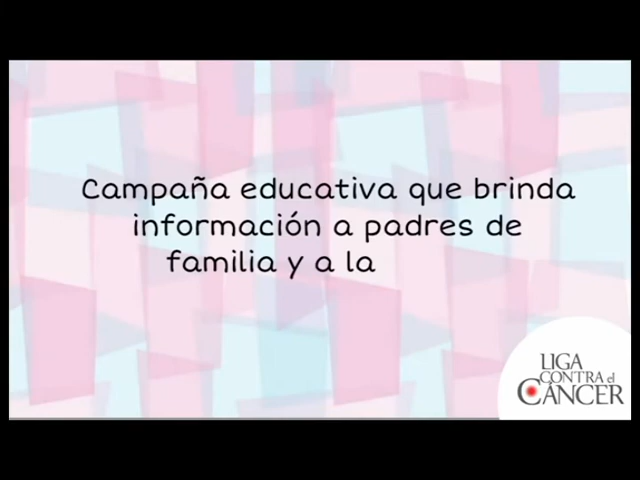 Campaña educativa que brinda
información a padres de
familia y a la
LIGA
CONTRA el
CÁNCER